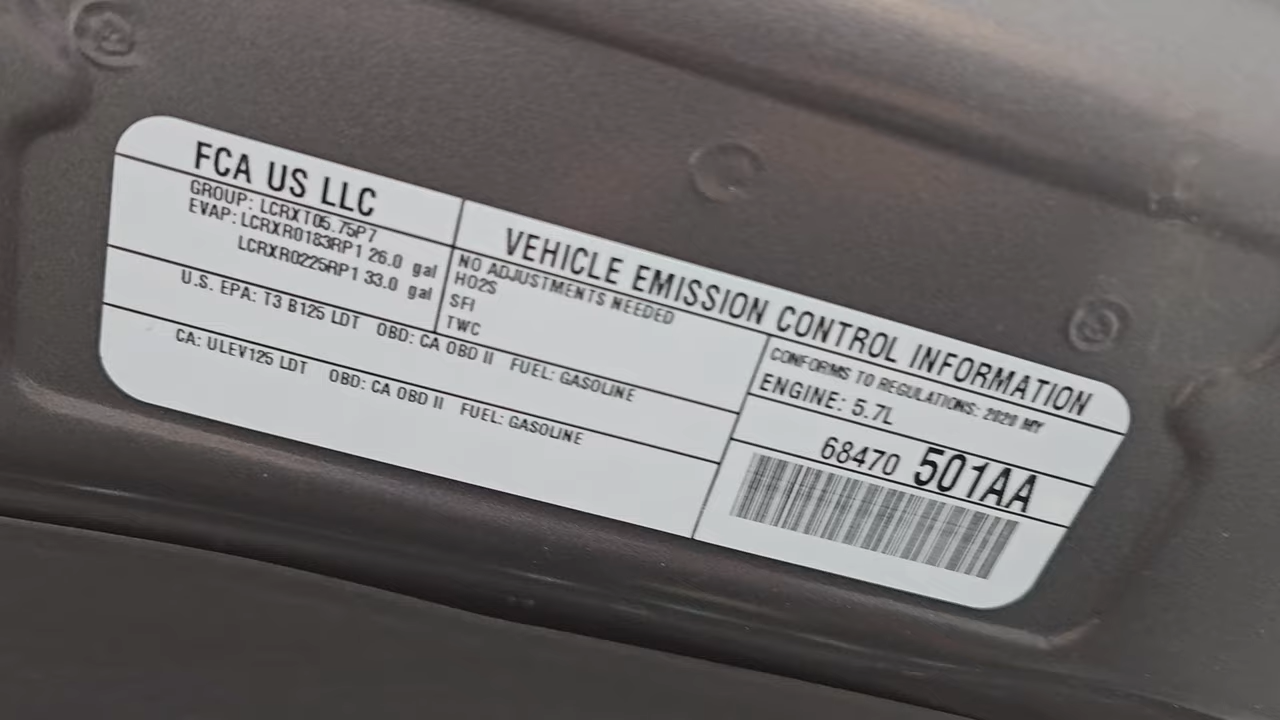 FCA US LLC
GROUP: LCRXT05.75P7
EVAP: LCRXR0183RP1 26.0 gal
LCRXR0225RP1 33.0 gal
VEHICLE EMISSION CONTROL INFORMATION
NO ADJUSTMENTS NEEDED
HO2S
SFI
TWC
CONFORMS TO REGULATIONS: 2020 MY
ENGINE: 5.7L
U.S. EPA: T3 B125 LDT OBD: CA OBD II FUEL: GASOLINE
CA: ULEV125 LDT OBD: CA OBD II FUEL: GASOLINE
68470 501AA